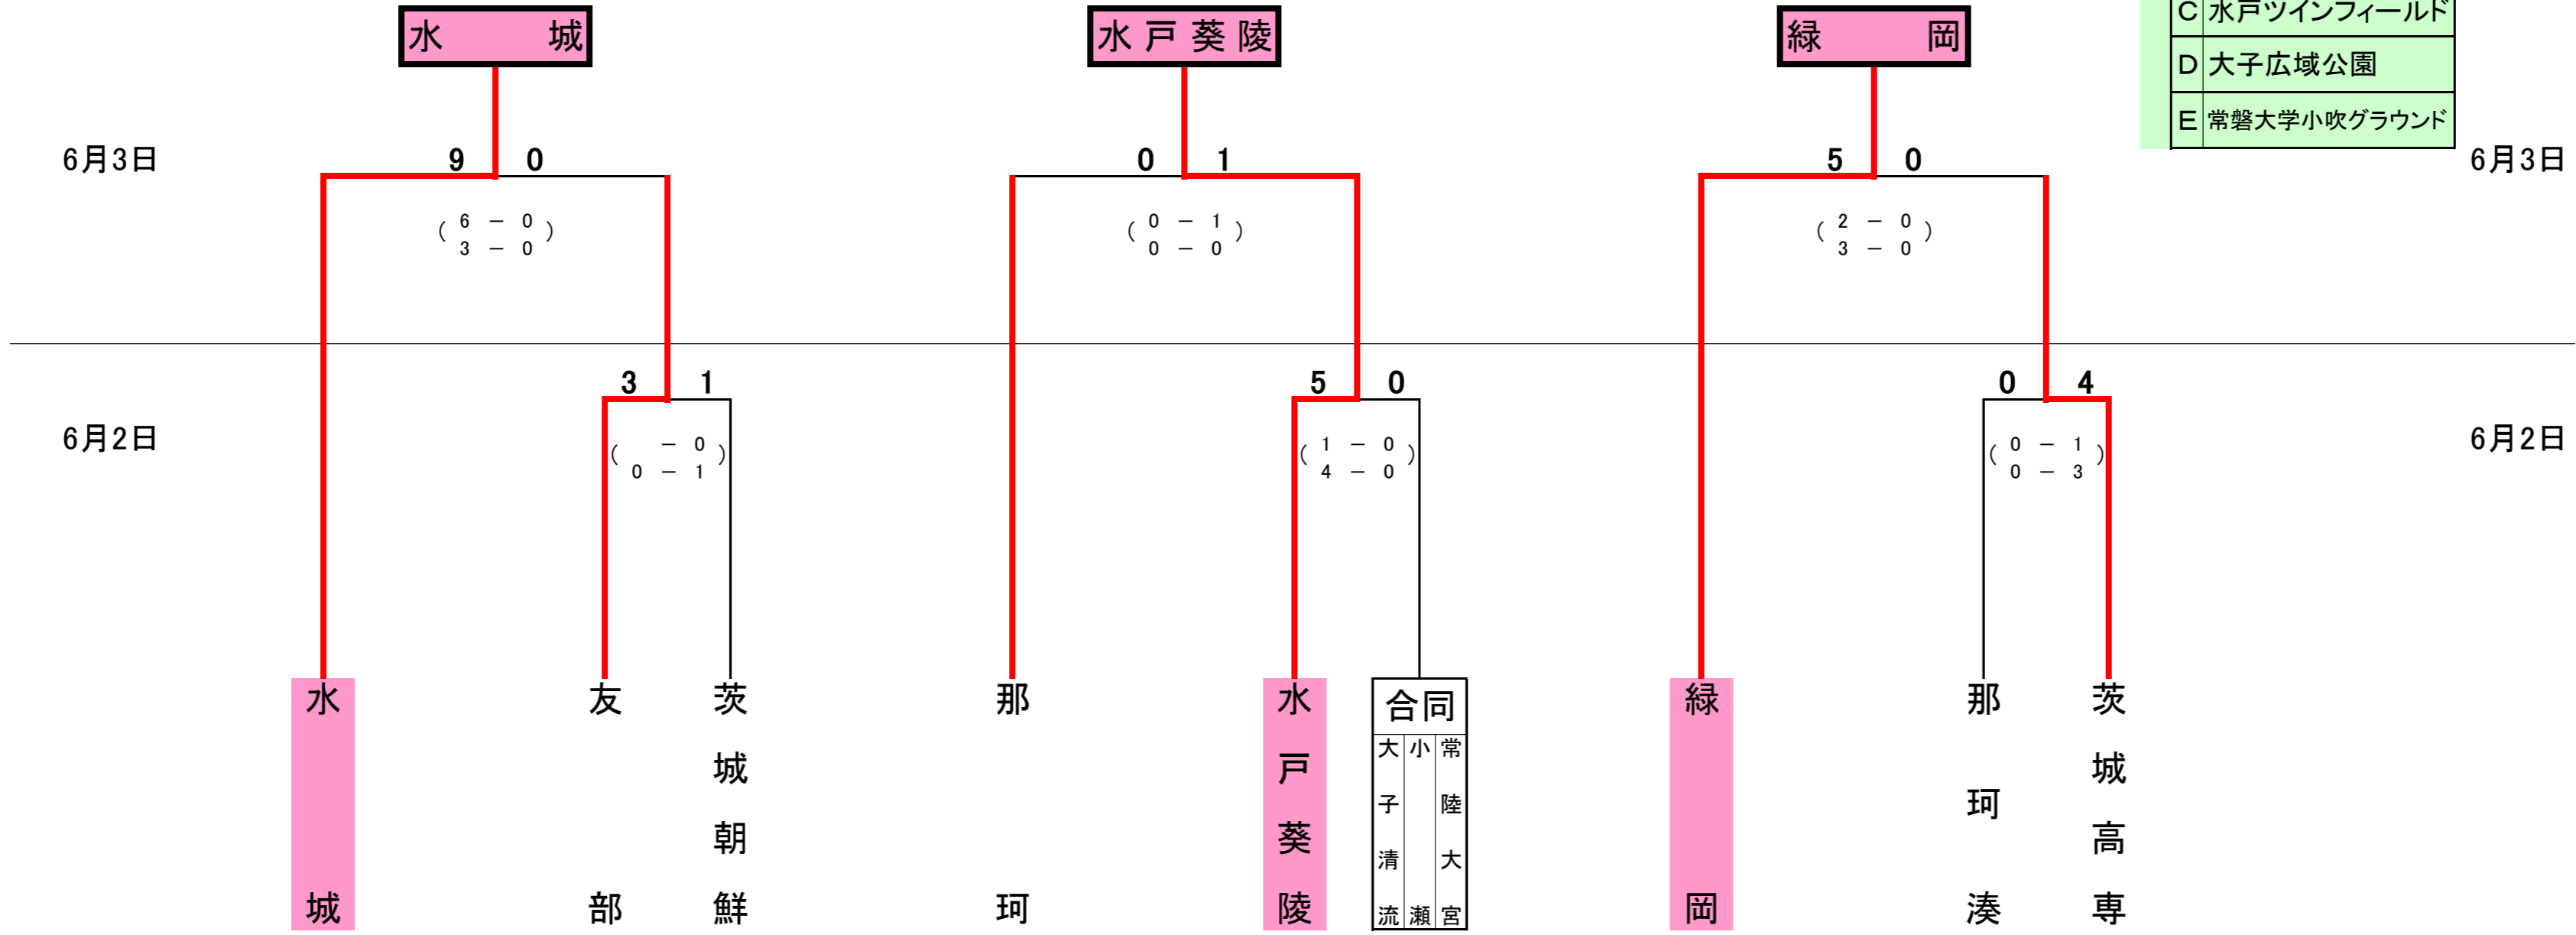 水城
水戸葵陵
緑岡
C 水戸ツインフィールド
D 大子広域公園
E 常磐大学小吹グラウンド
6月3日
9 0
0 1
5 0
6月3日
( 6 － 0 )
3 － 0
( 0 － 1 )
0 － 0
( 2 － 0 )
3 － 0
6月2日
3 1
5 0
0 4
6月2日
( － 0 )
0 － 1
( 1 － 0 )
4 － 0
( 0 － 1 )
0 － 3
水城
友部
茨城朝鮮
那珂
水戸葵陵
合同
大子清流
小瀬
常陸大宮
緑岡
那珂湊
茨城高専